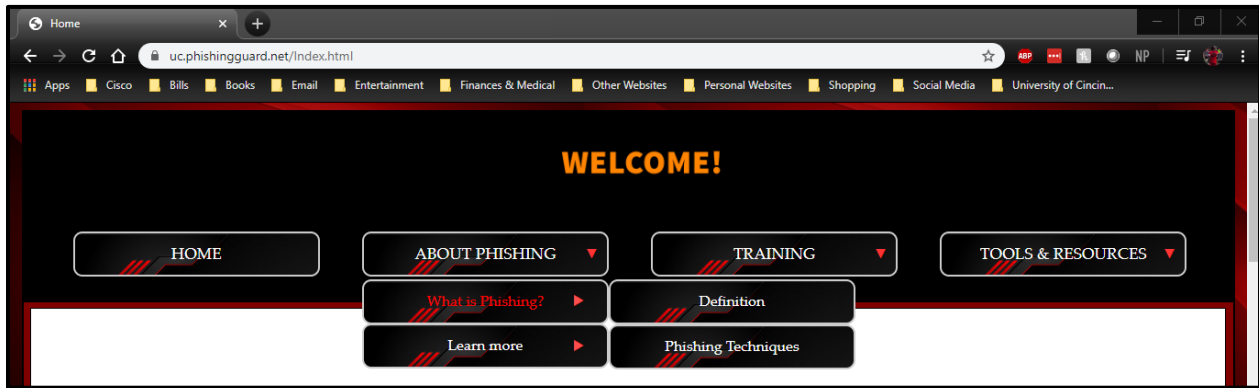 Home
uc.phishingguard.net/Index.html
ABP
NP
Apps Cisco Bills Books Email Entertainment Finances & Medical Other Websites Personal Websites Shopping Social Media University of Cincin...
WELCOME!
HOME ABOUT PHISHING TRAINING TOOLS & RESOURCES
What is Phishing? Definition
Learn more Phishing Techniques